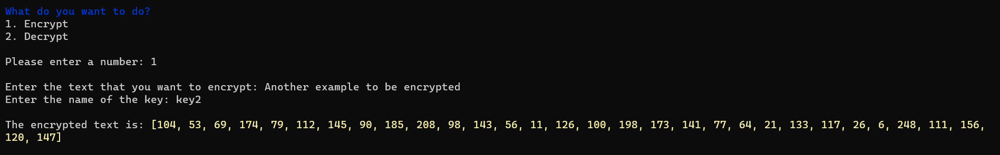 What do you want to do?
1. Encrypt
2. Decrypt
Please enter a number: 1
Enter the text that you want to encrypt: Another example to be encrypted
Enter the name of the key: key2
The encrypted text is: [104, 53, 69, 174, 79, 112, 145, 90, 185, 208, 98, 143, 56, 11, 126, 100, 198, 173, 141, 77, 64, 21, 133, 117, 26, 6, 248, 111, 156,
120, 147]